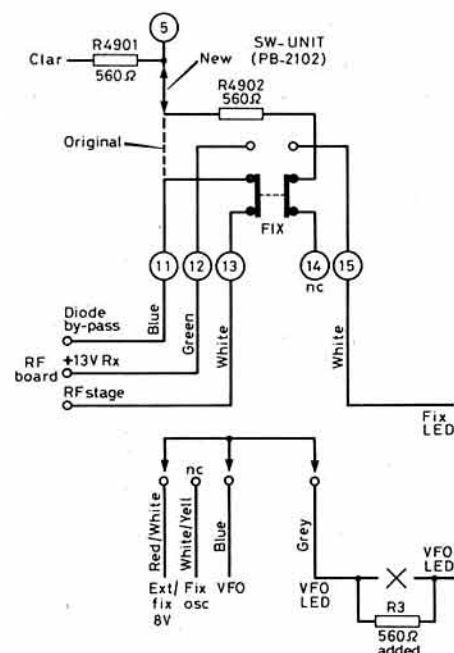 5
SW-UNIT
(PB-2102)
R4901
Clar
560Ω
New
R4902
560Ω
Original
FIX
11
12
13
14
15
nc
Diode
by-pass
Blue
Green
White
White
RF
board
+13V Rx
RF stage
Fix
LED
nc
Red/White
White/Yell
Blue
Grey
Ext/
fix
8V
Fix
osc
VFO
VFO
LED
VFO
LED
R3
560Ω
added